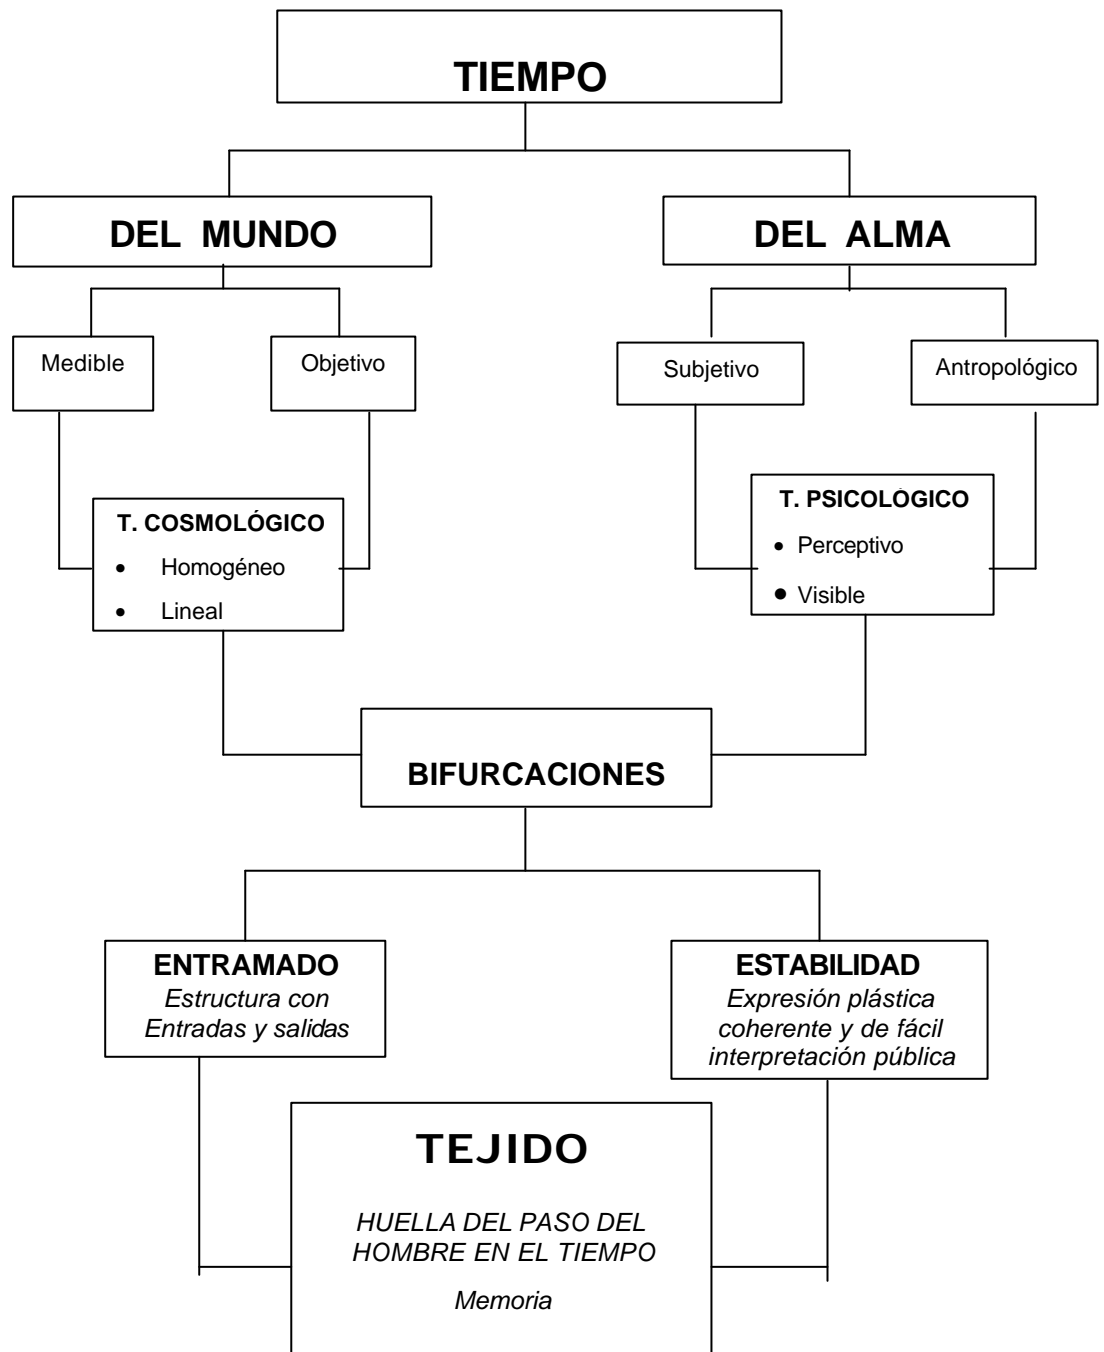 TIEMPO
DEL MUNDO
DEL ALMA
Medible
Objetivo
Subjetivo
Antropológico
T. COSMOLÓGICO
• Homogéneo
• Lineal
T. PSICOLÓGICO
• Perceptivo
• Visible
BIFURCACIONES
ENTRAMADO
Estructura con
Entradas y salidas
ESTABILIDAD
Expresión plástica
coherente y de fácil
interpretación pública
TEJIDO
HUELLA DEL PASO DEL
HOMBRE EN EL TIEMPO
Memoria